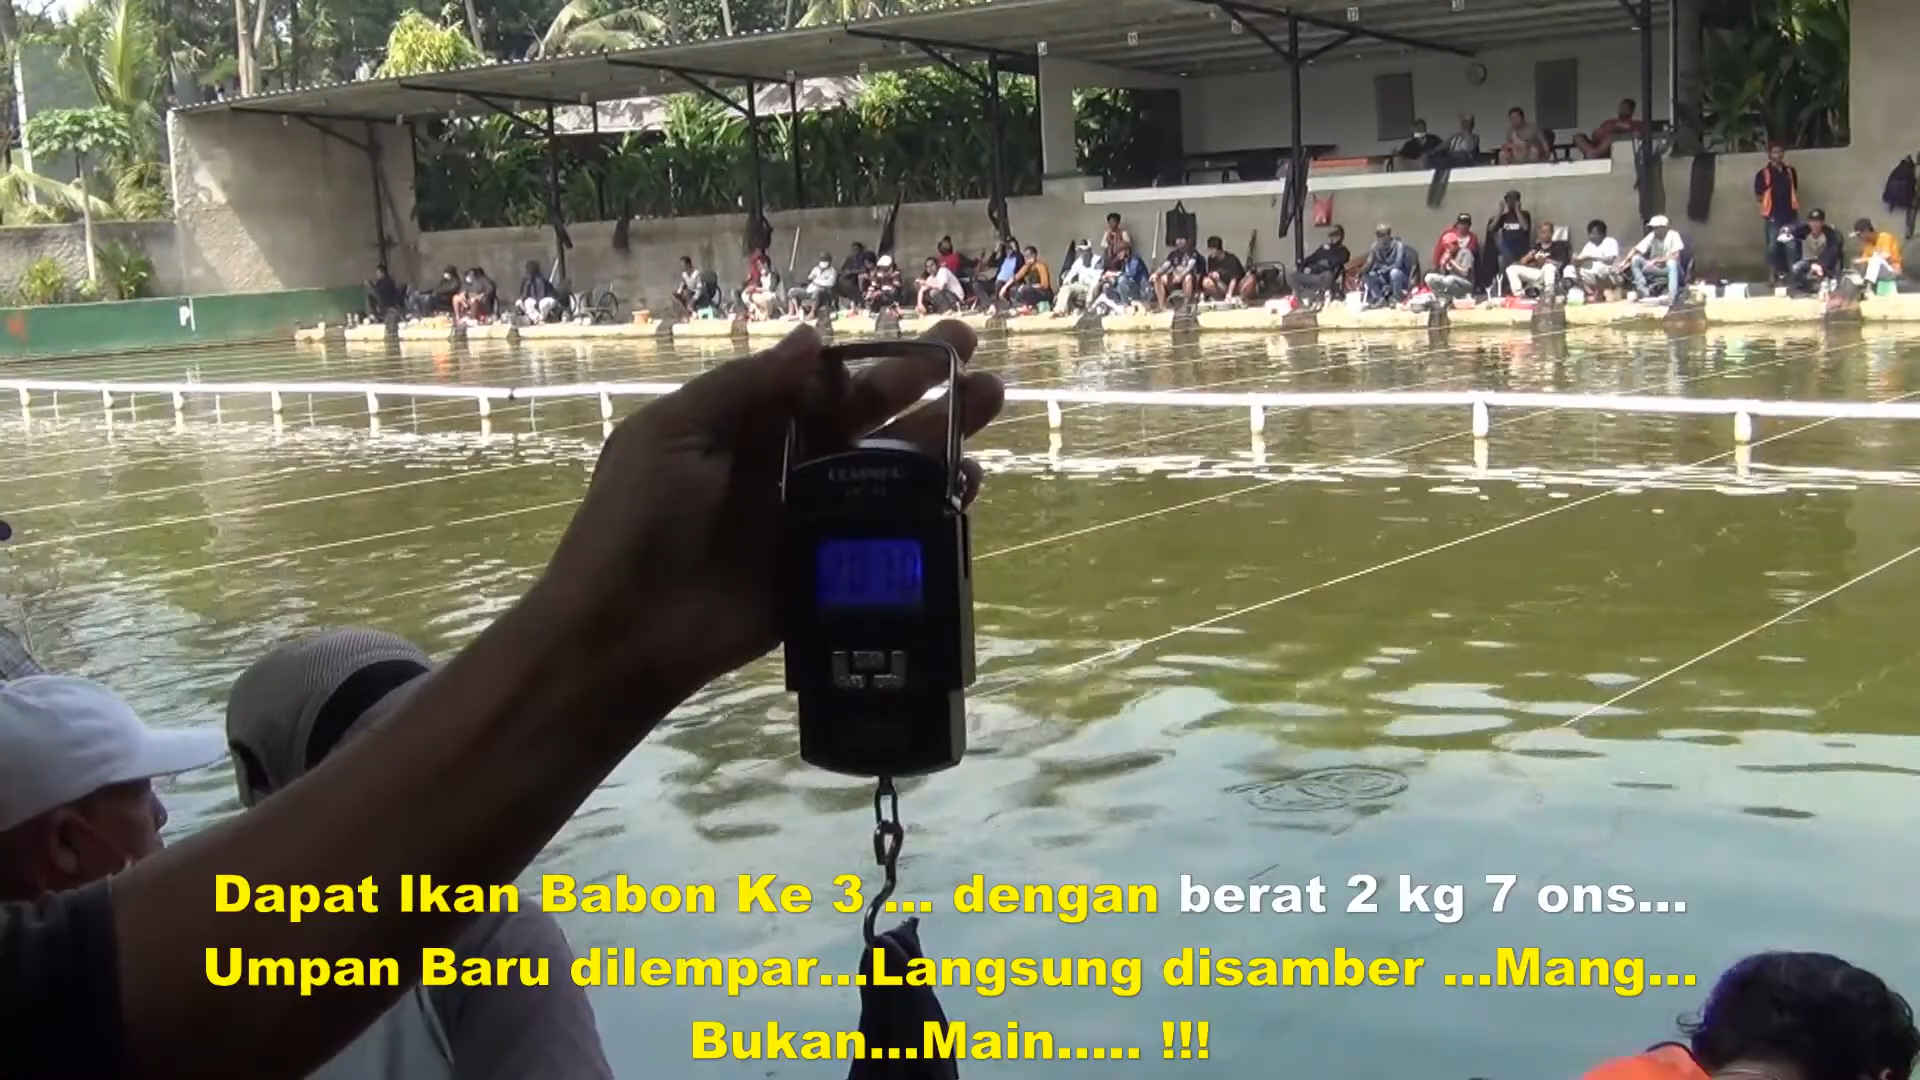 Dapat Ikan Babon Ke 3 ... dengan berat 2 kg 7 ons...
Umpan Baru dilempar...Langsung disamber ...Mang...
Bukan...Main..... !!!